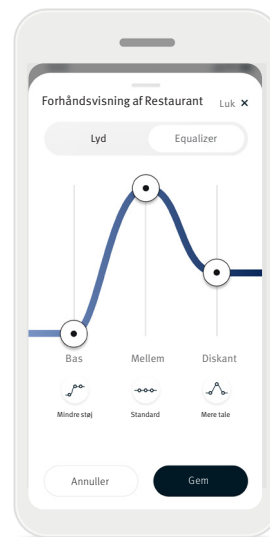 Forhåndsvisning af Restaurant Luk ×
Lyd Equalizer
Bas Mellem Diskant
Mindre støj Standard Mere tale
Annuller Gem